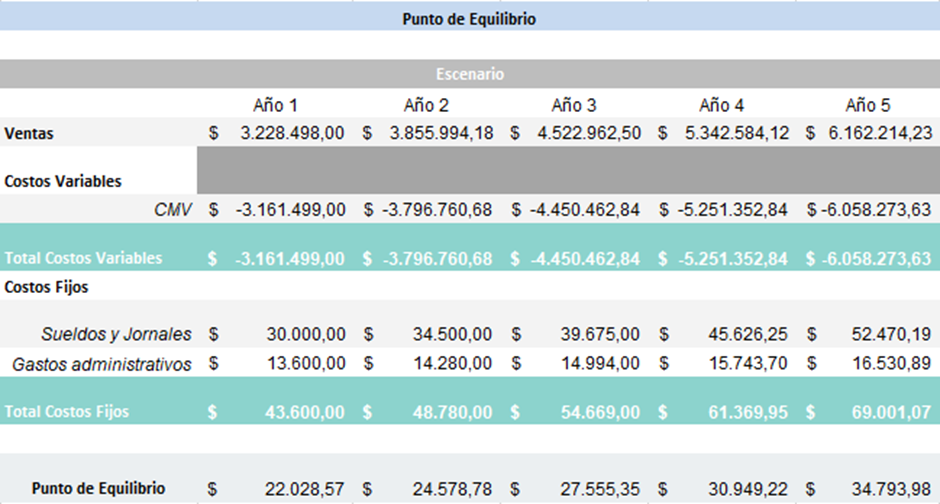 Punto de Equilibrio
Escenario
Año 1 Año 2 Año 3 Año 4 Año 5
Ventas $ 3.228.498,00 $ 3.855.994,18 $ 4.522.962,50 $ 5.342.584,12 $ 6.162.214,23
Costos Variables
CMV $ -3.161.499,00 $ -3.796.760,68 $ -4.450.462,84 $ -5.251.352,84 $ -6.058.273,63
Total Costos Variables $ -3.161.499,00 $ -3.796.760,68 $ -4.450.462,84 $ -5.251.352,84 $ -6.058.273,63
Costos Fijos
Sueldos y Jornales $ 30.000,00 $ 34.500,00 $ 39.675,00 $ 45.626,25 $ 52.470,19
Gastos administrativos $ 13.600,00 $ 14.280,00 $ 14.994,00 $ 15.743,70 $ 16.530,89
Total Costos Fijos $ 43.600,00 $ 48.780,00 $ 54.669,00 $ 61.369,95 $ 69.001,07
Punto de Equilibrio $ 22.028,57 $ 24.578,78 $ 27.555,35 $ 30.949,22 $ 34.793,98